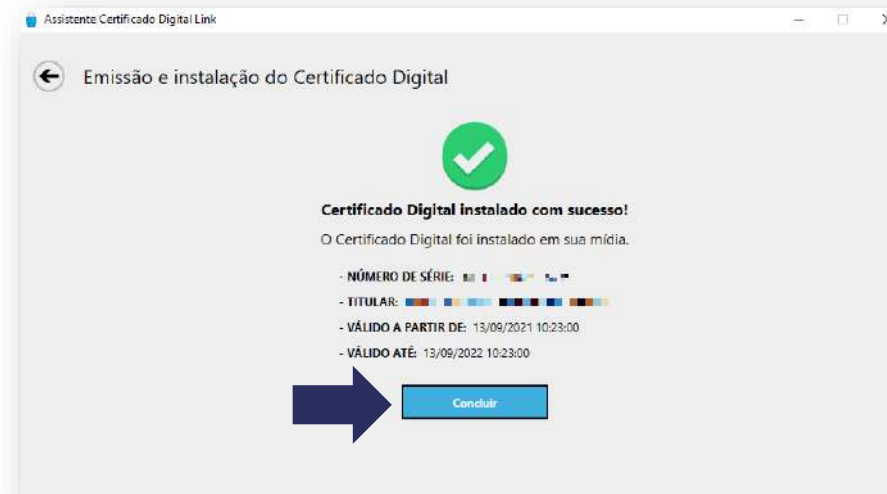 Assistente Certificado Digital Link
Emissão e instalação do Certificado Digital
Certificado Digital instalado com sucesso!
O Certificado Digital foi instalado em sua mídia.
- NÚMERO DE SÉRIE:
- TITULAR:
- VÁLIDO A PARTIR DE: 13/09/2021 10:23:00
- VÁLIDO ATÉ: 13/09/2022 10:23:00
Concluir